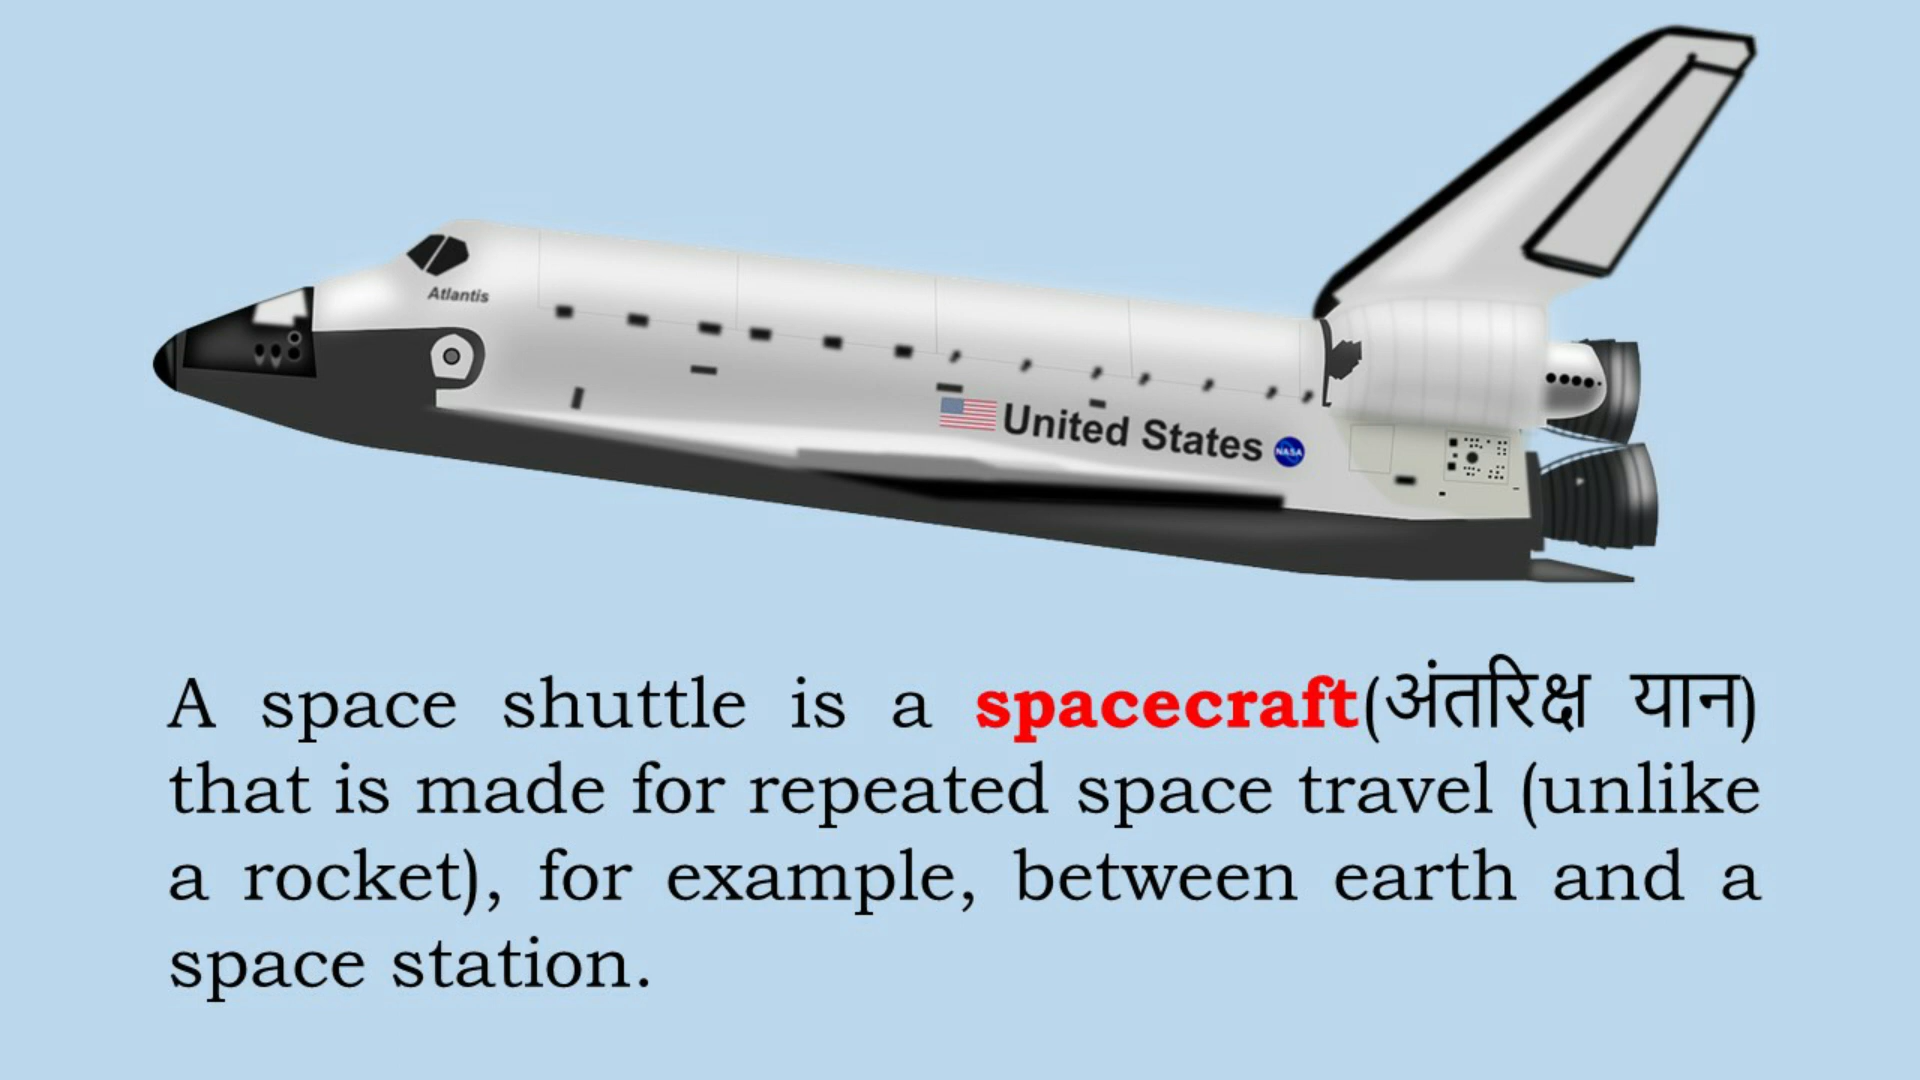 Atlantis
United States
NASA
A space shuttle is a spacecraft(अंतरिक्ष यान)
that is made for repeated space travel (unlike
a rocket), for example, between earth and a
space station.